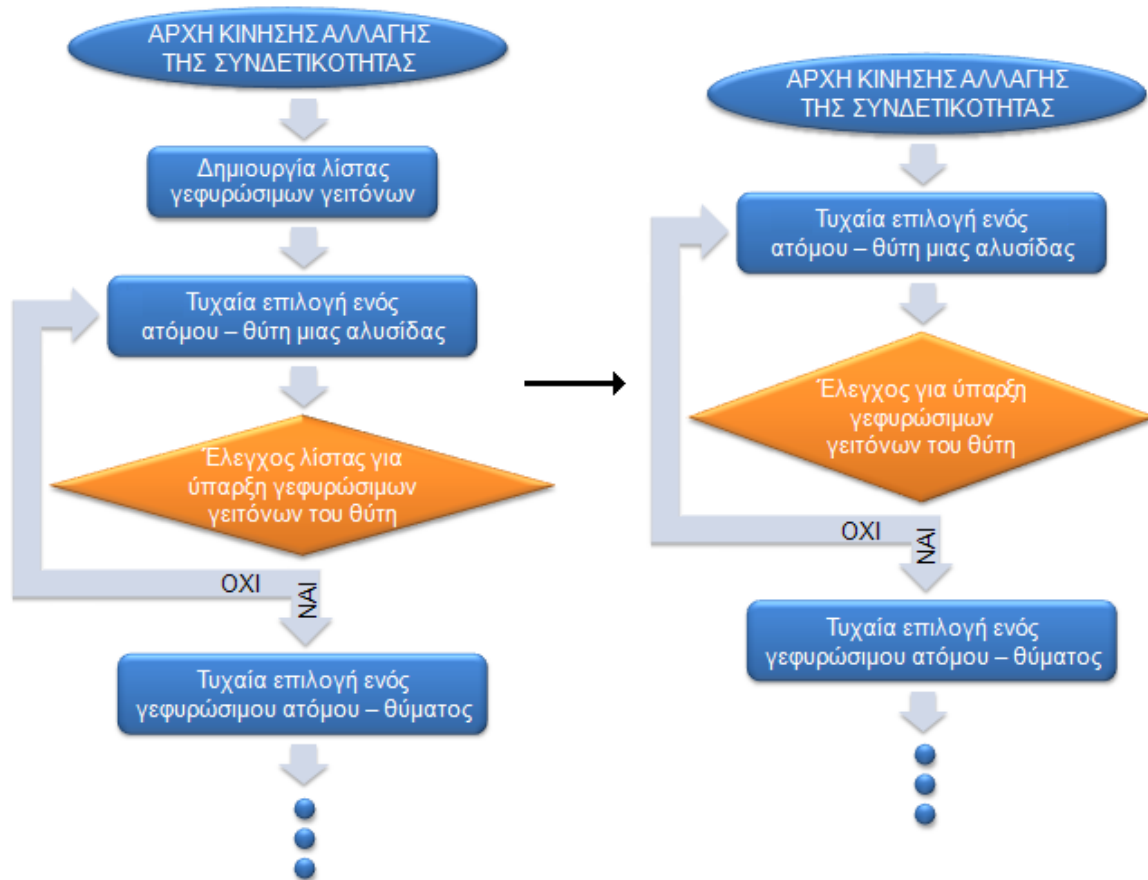 ΑΡΧΗ ΚΙΝΗΣΗΣ ΑΛΛΑΓΗΣ
ΤΗΣ ΣΥΝΔΕΤΙΚΟΤΗΤΑΣ
Δημιουργία λίστας
γεφυρώσιμων γειτόνων
Τυχαία επιλογή ενός
ατόμου – θύτη μιας αλυσίδας
Έλεγχος λίστας για
ύπαρξη γεφυρώσιμων
γειτόνων του θύτη
ΟΧΙ
ΝΑΙ
Τυχαία επιλογή ενός
γεφυρώσιμου ατόμου – θύματος
ΑΡΧΗ ΚΙΝΗΣΗΣ ΑΛΛΑΓΗΣ
ΤΗΣ ΣΥΝΔΕΤΙΚΟΤΗΤΑΣ
Τυχαία επιλογή ενός
ατόμου – θύτη μιας αλυσίδας
Έλεγχος για ύπαρξη
γεφυρώσιμων
γειτόνων του θύτη
ΟΧΙ
ΝΑΙ
Τυχαία επιλογή ενός
γεφυρώσιμου ατόμου – θύματος